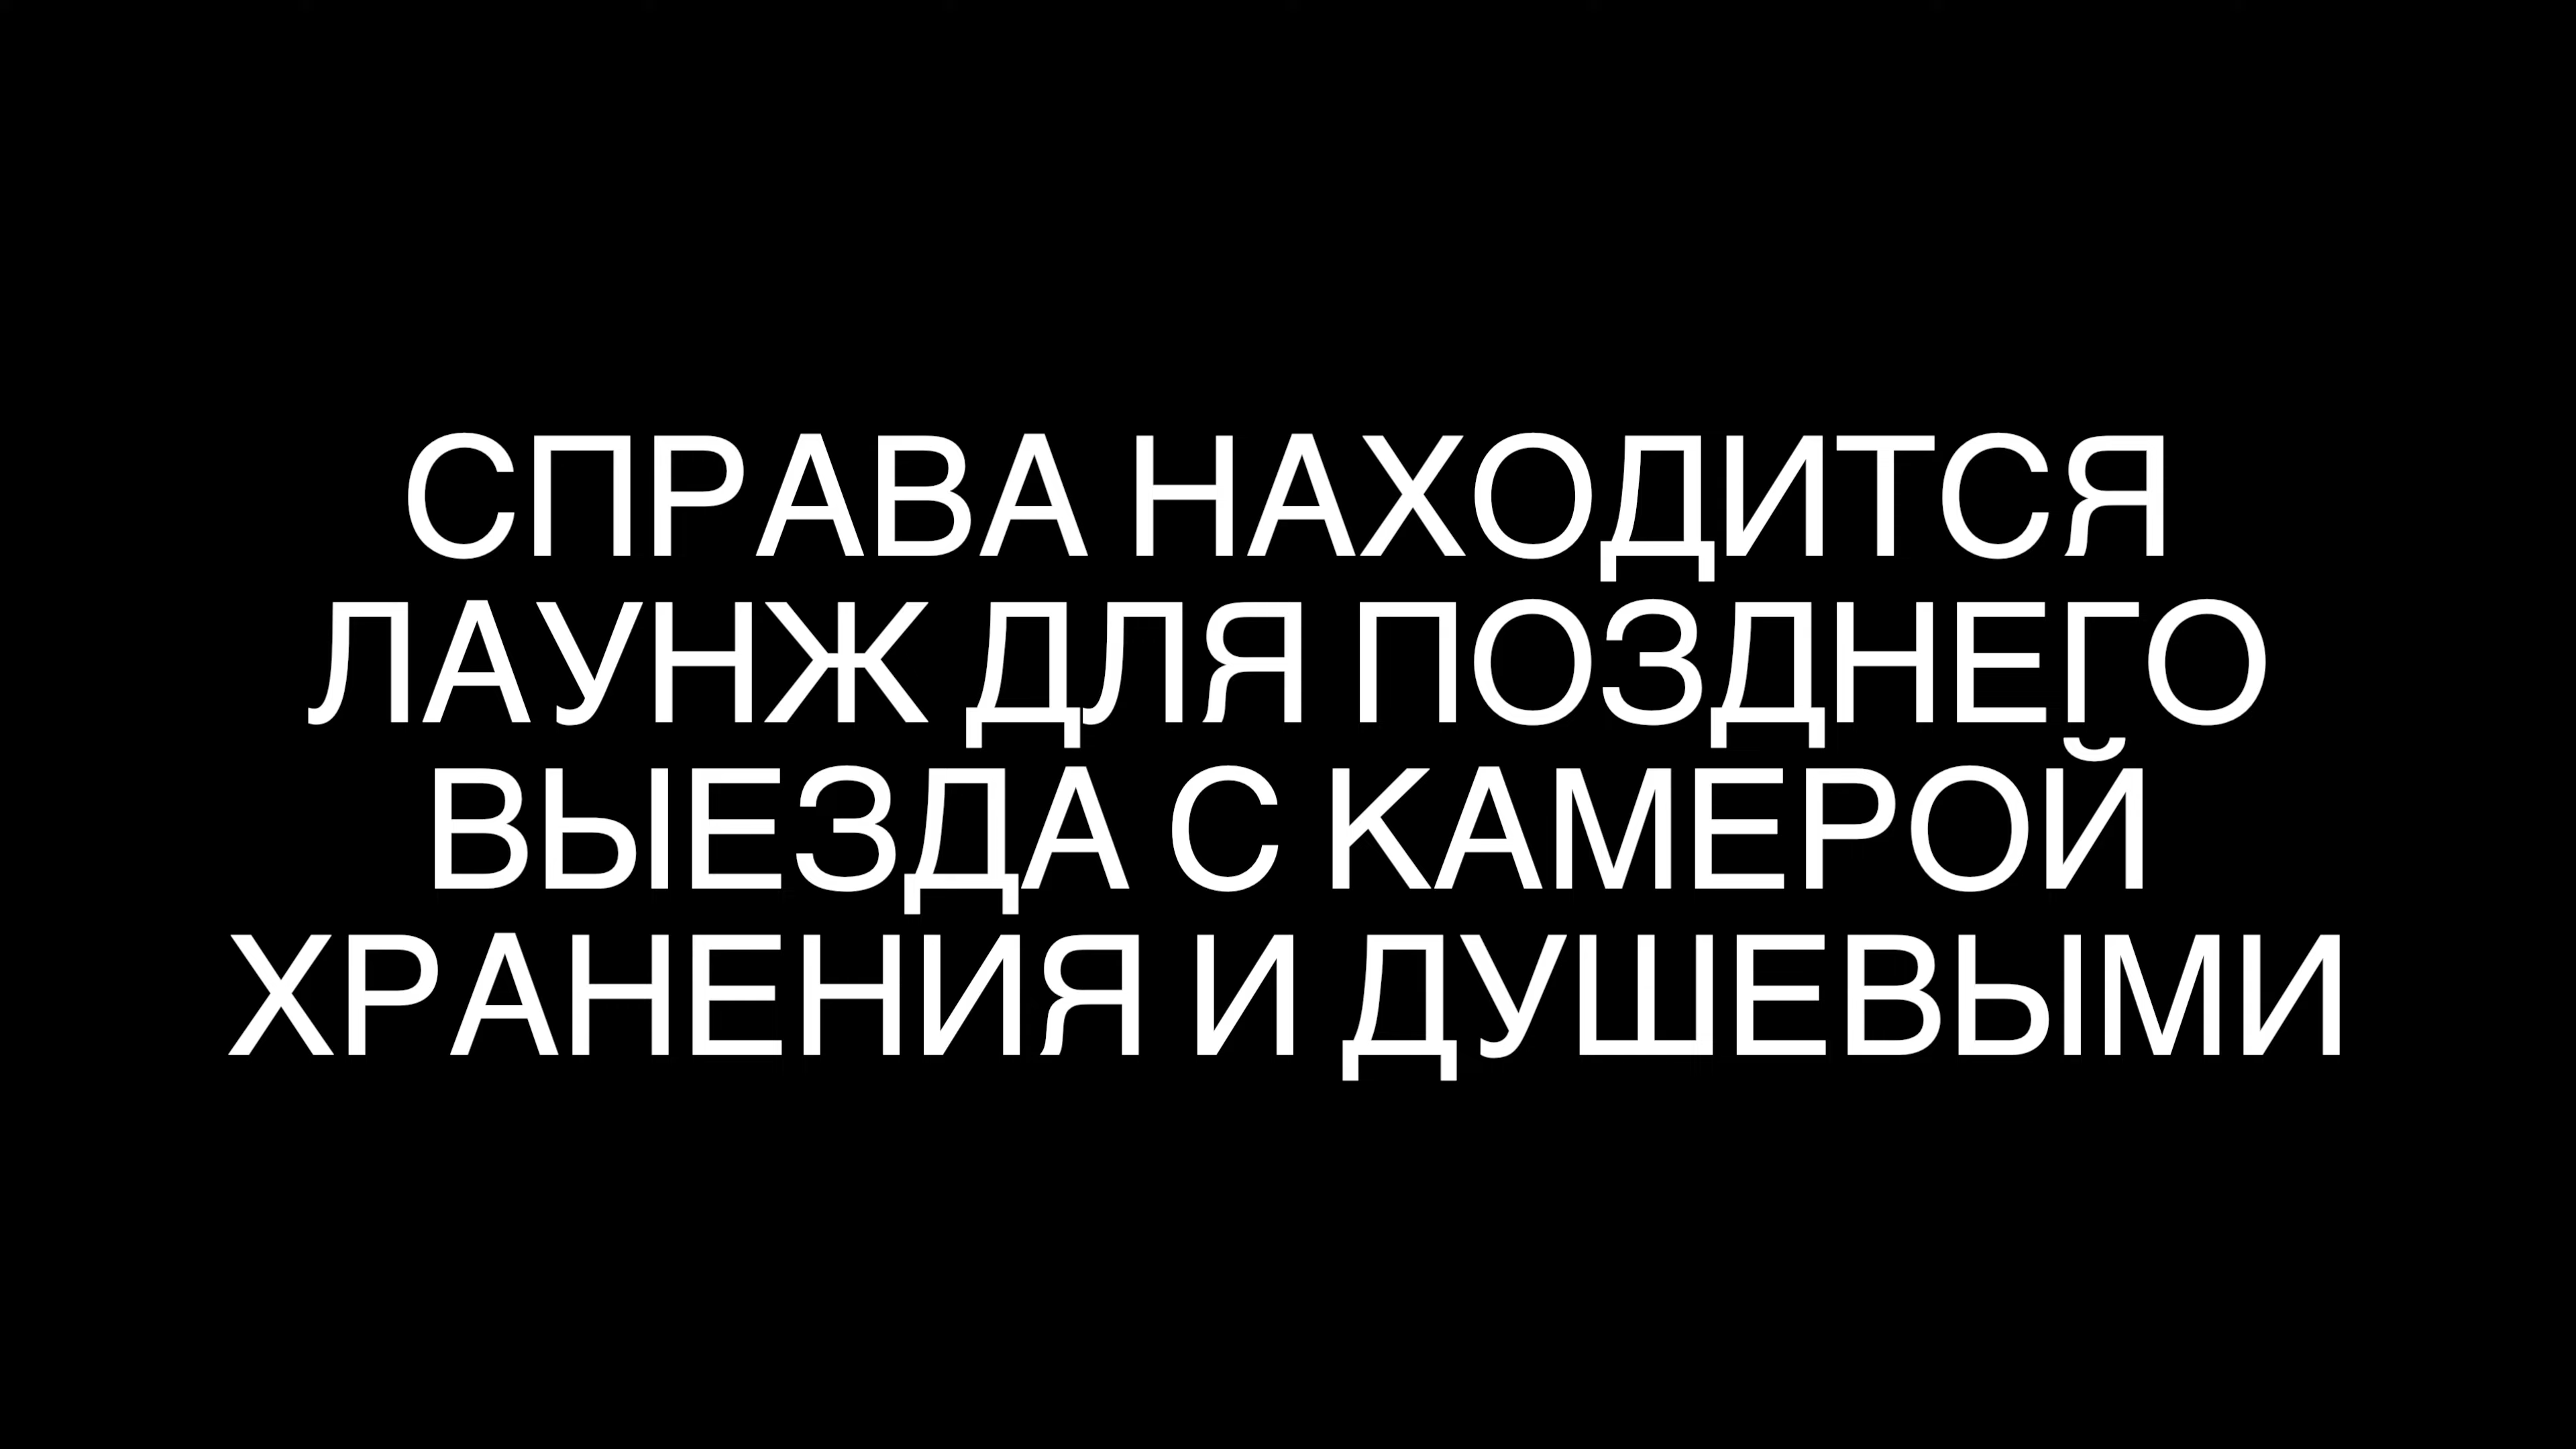 СПРАВА НАХОДИТСЯ
ЛАУНЖ ДЛЯ ПОЗДНЕГО
ВЫЕЗДА С КАМЕРОЙ
ХРАНЕНИЯ И ДУШЕВЫМИ